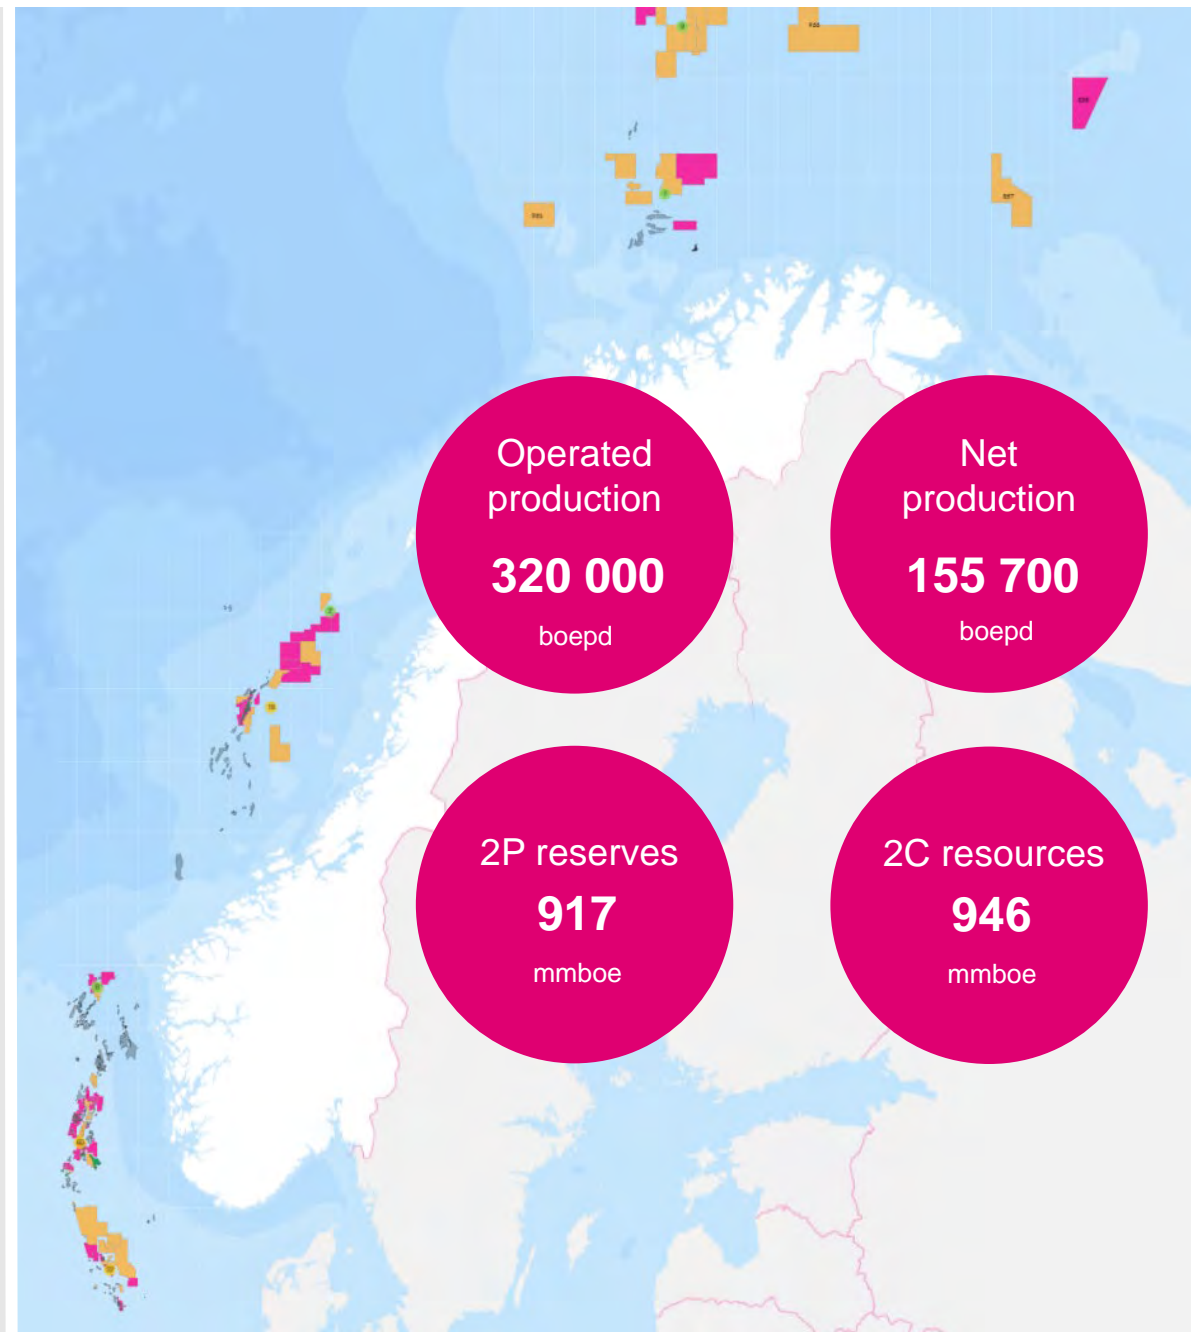 Operated
production
320 000
boepd
Net
production
155 700
boepd
2P reserves
917
mmboe
2C resources
946
mmboe